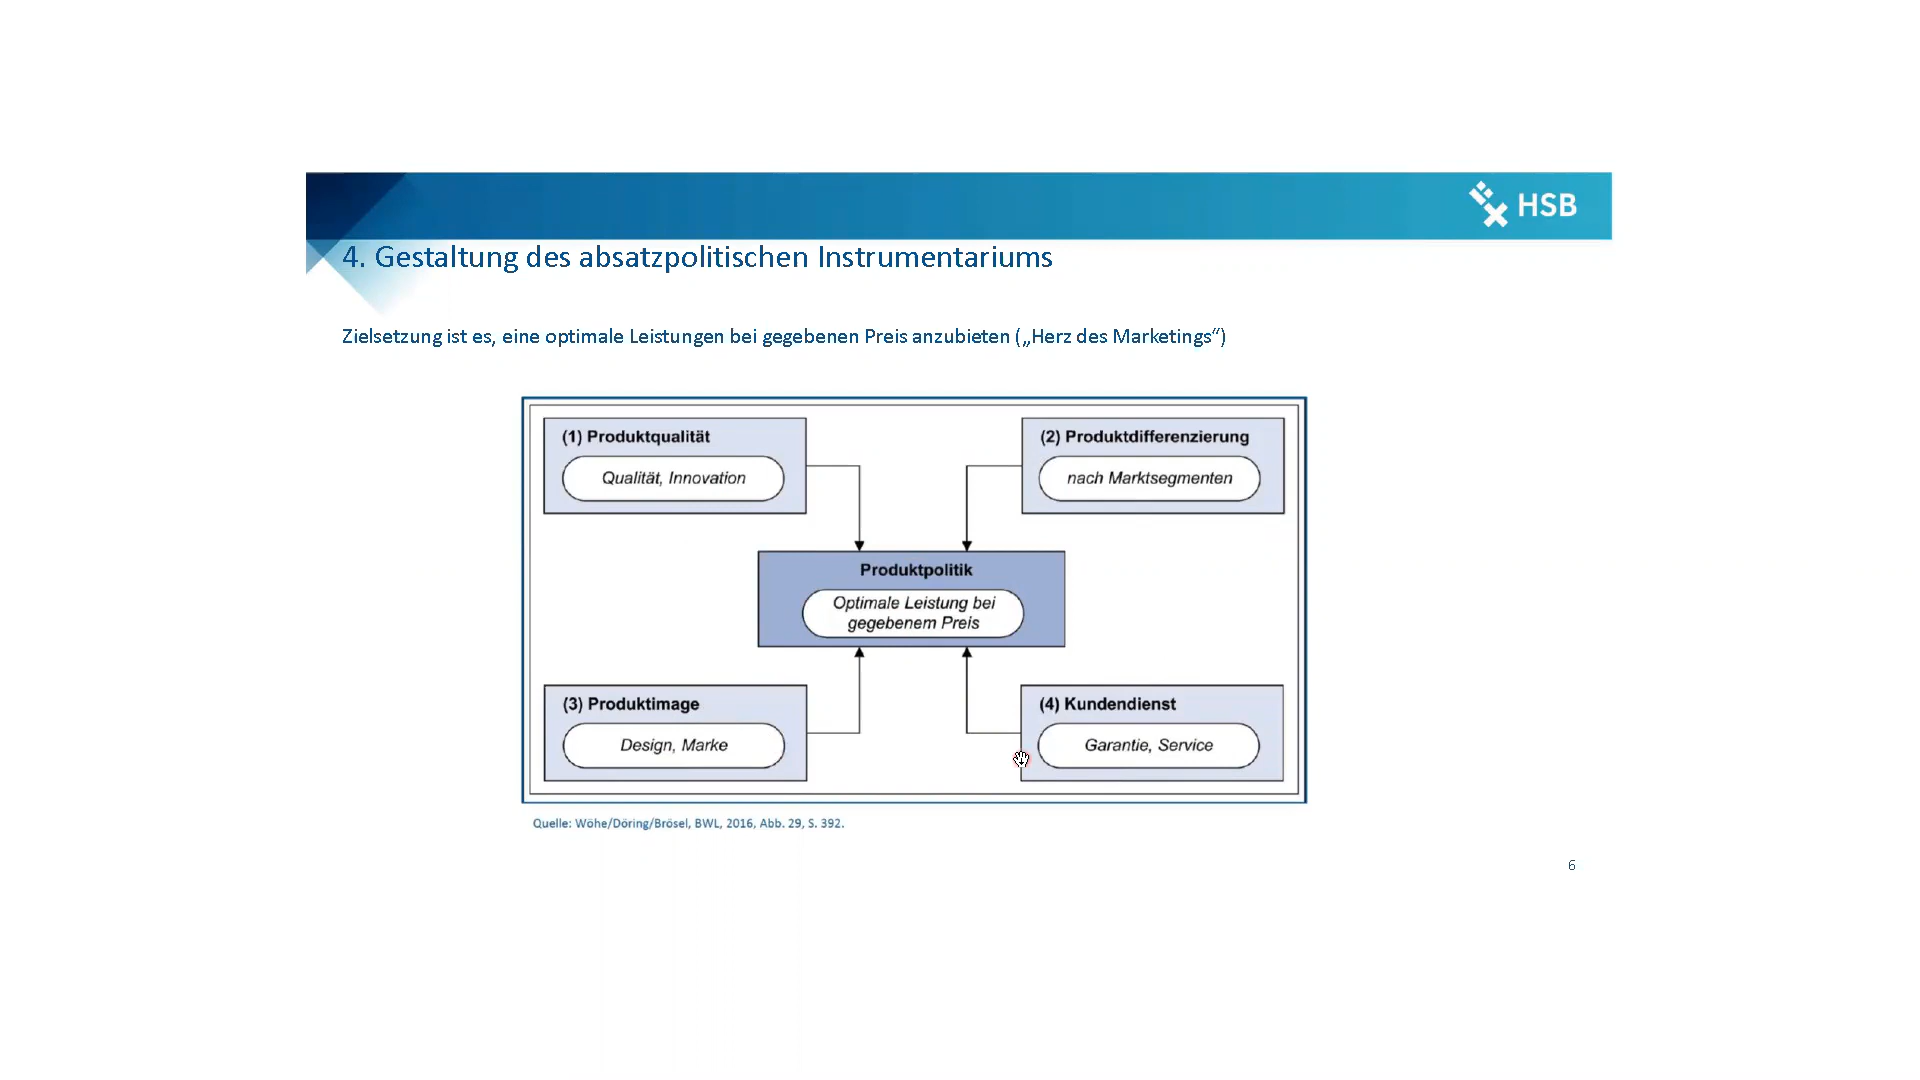 HSB
4. Gestaltung des absatzpolitischen Instrumentariums
Zielsetzung ist es, eine optimale Leistungen bei gegebenen Preis anzubieten („Herz des Marketings“)
(1) Produktqualität
Qualität, Innovation
(2) Produktdifferenzierung
nach Marktsegmenten
Produktpolitik
Optimale Leistung bei
gegebenem Preis
(3) Produktimage
Design, Marke
(4) Kundendienst
Garantie, Service
Quelle: Wöhe/Döring/Brösel, BWL, 2016, Abb. 29, S. 392.
6